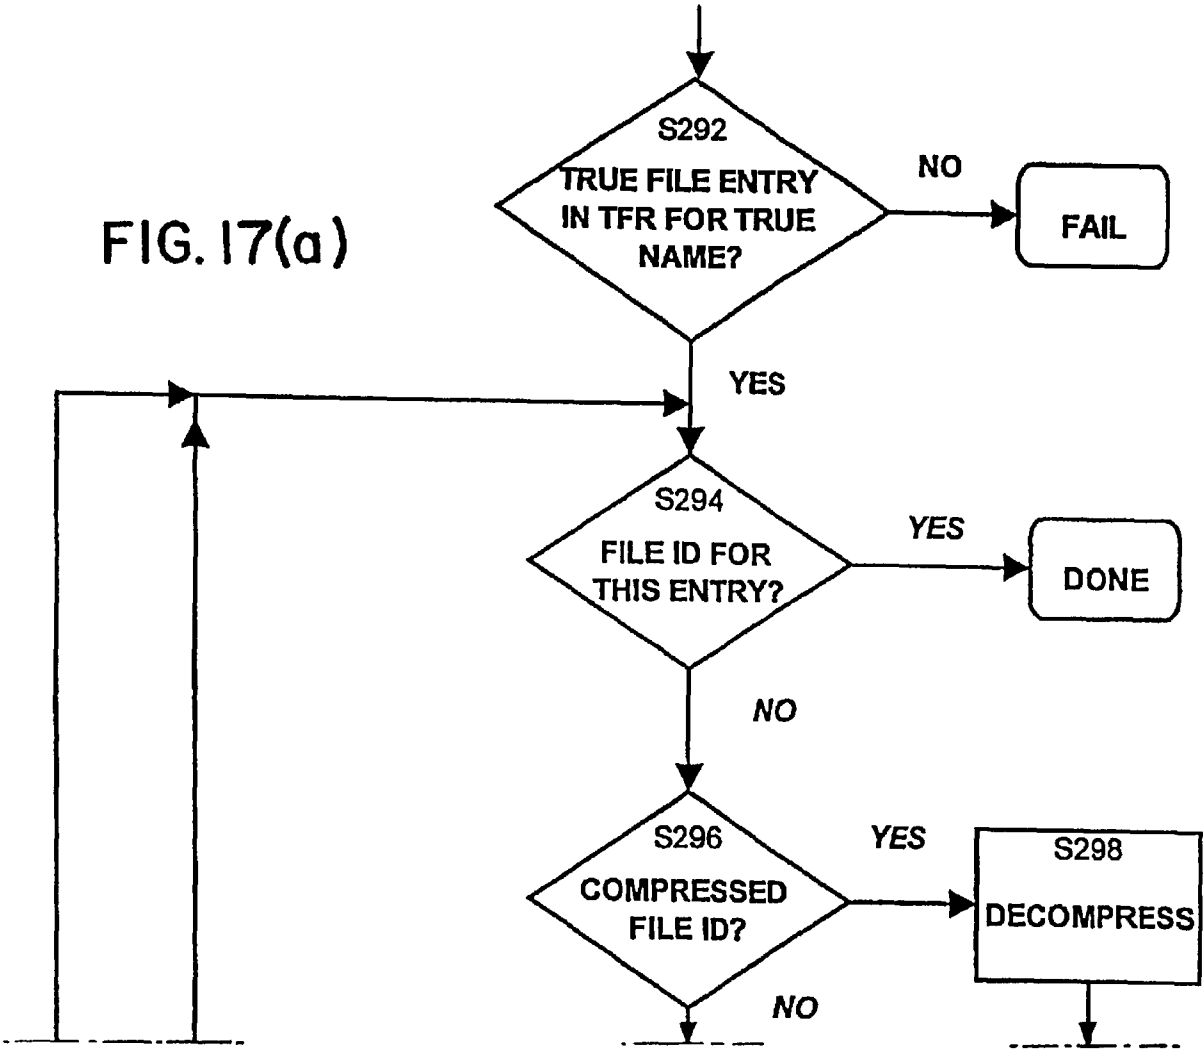 S292
TRUE FILE ENTRY
IN TFR FOR TRUE
NAME?
NO
FAIL
FIG. 17(a)
YES
S294
FILE ID FOR
THIS ENTRY?
YES
DONE
NO
S296
COMPRESSED
FILE ID?
YES
S298
DECOMPRESS
NO